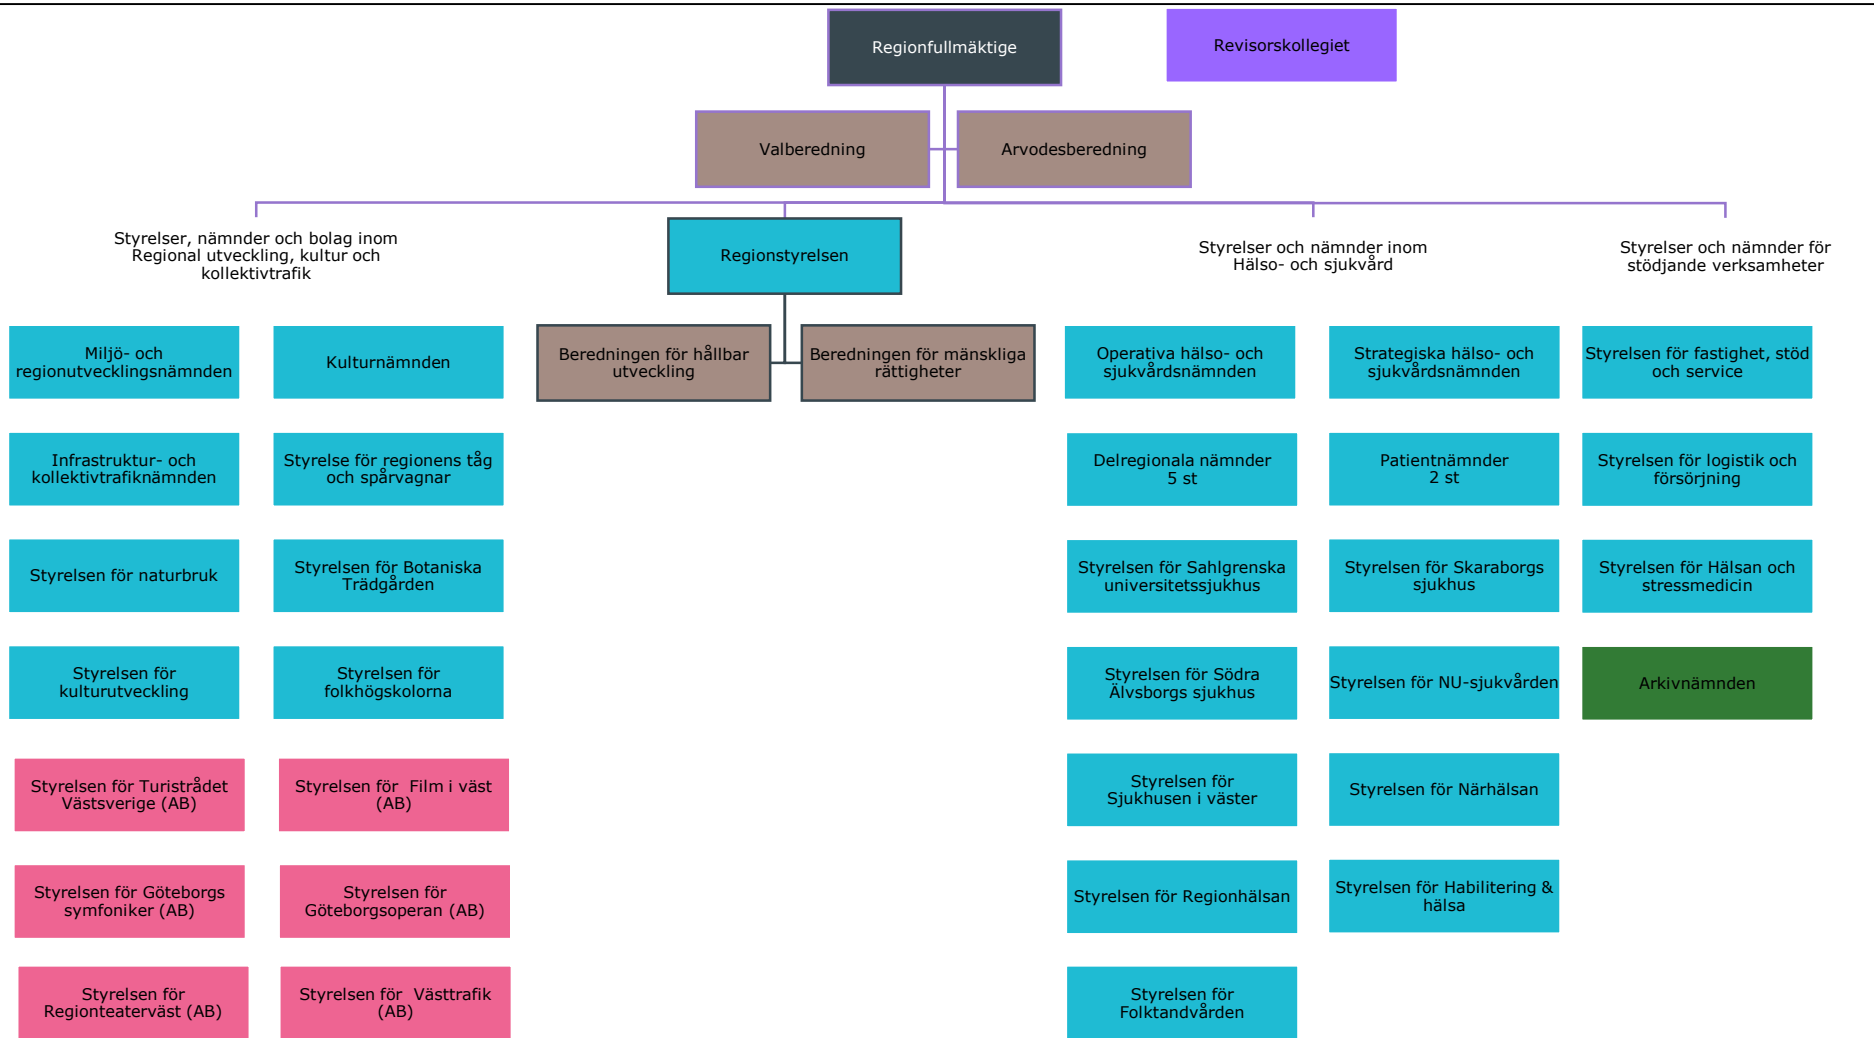 Regionfullmäktige
Revisorskollegiet
Valberedning
Arvodesberedning
Styrelser, nämnder och bolag inom
Regional utveckling, kultur och
kollektivtrafik
Regionstyrelsen
Styrelser och nämnder inom
Hälso- och sjukvård
Styrelser och nämnder för
stödjande verksamheter
Miljö- och
regionutvecklingsnämnden
Kulturnämnden
Beredningen för hållbar
utveckling
Beredningen för mänskliga
rättigheter
Operativa hälso- och
sjukvårdsnämnden
Strategiska hälso- och
sjukvårdsnämnden
Styrelsen för fastighet, stöd
och service
Infrastruktur- och
kollektivtrafiknämnden
Styrelse för regionens tåg
och spårvagnar
Delregionala nämnder
5 st
Patientnämnder
2 st
Styrelsen för logistik och
försörjning
Styrelsen för naturbruk
Styrelsen för Botaniska
Trädgården
Styrelsen för Sahlgrenska
universitetssjukhus
Styrelsen för Skaraborgs
sjukhus
Styrelsen för Hälsan och
stressmedicin
Styrelsen för
kulturutveckling
Styrelsen för
folkhögskolorna
Styrelsen för Södra
Älvsborgs sjukhus
Styrelsen för NU-sjukvården
Arkivnämnden
Styrelsen för Turistrådet
Västsverige (AB)
Styrelsen för  Film i väst
(AB)
Styrelsen för
Sjukhusen i väster
Styrelsen för Närhälsan
Styrelsen för Göteborgs
symfoniker (AB)
Styrelsen för
Göteborgsoperan (AB)
Styrelsen för Regionhälsan
Styrelsen för Habilitering &
hälsa
Styrelsen för
Regionteaterväst (AB)
Styrelsen för  Västtrafik
(AB)
Styrelsen för
Folktandvården